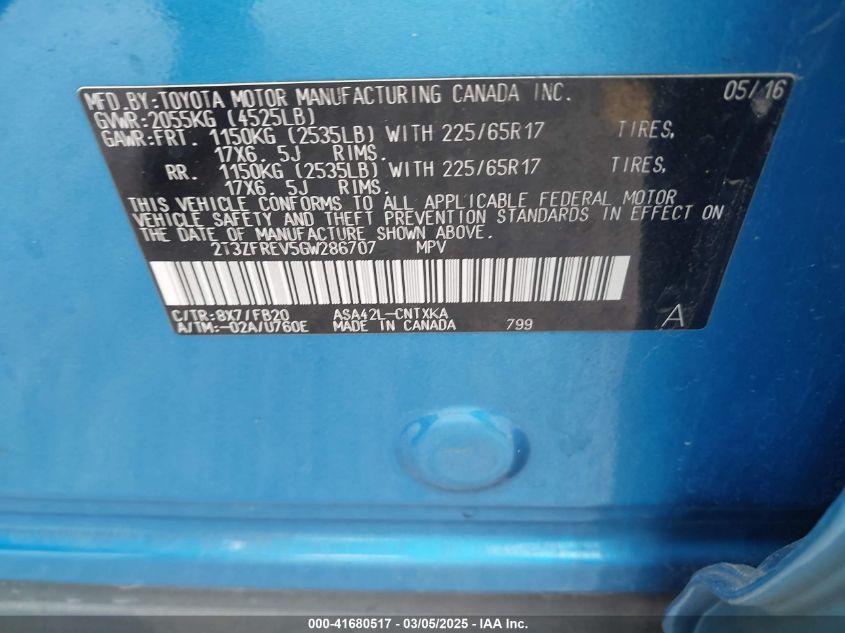 MFD. BY: TOYOTA MOTOR MANUFACTURING CANADA INC. 05/16
GVWR: 2055KG (4525LB)
GAWR: FRT. 1150KG (2535LB) WITH 225/65R17 TIRES,
17X6. 5J RIMS.
RR. 1150KG (2535LB) WITH 225/65R17 TIRES,
17X6. 5J RIMS.
THIS VEHICLE CONFORMS TO ALL APPLICABLE FEDERAL MOTOR
VEHICLE SAFETY AND THEFT PREVENTION STANDARDS IN EFFECT ON
THE DATE OF MANUFACTURE SHOWN ABOVE.
2T3ZFREV5GW286707 MPV
C/TR: 8X7/FB20 ASA42L-CNTXKA A
A/TM: -02A/U760E MADE IN CANADA 799
000-41680517 - 03/05/2025 - IAA Inc.